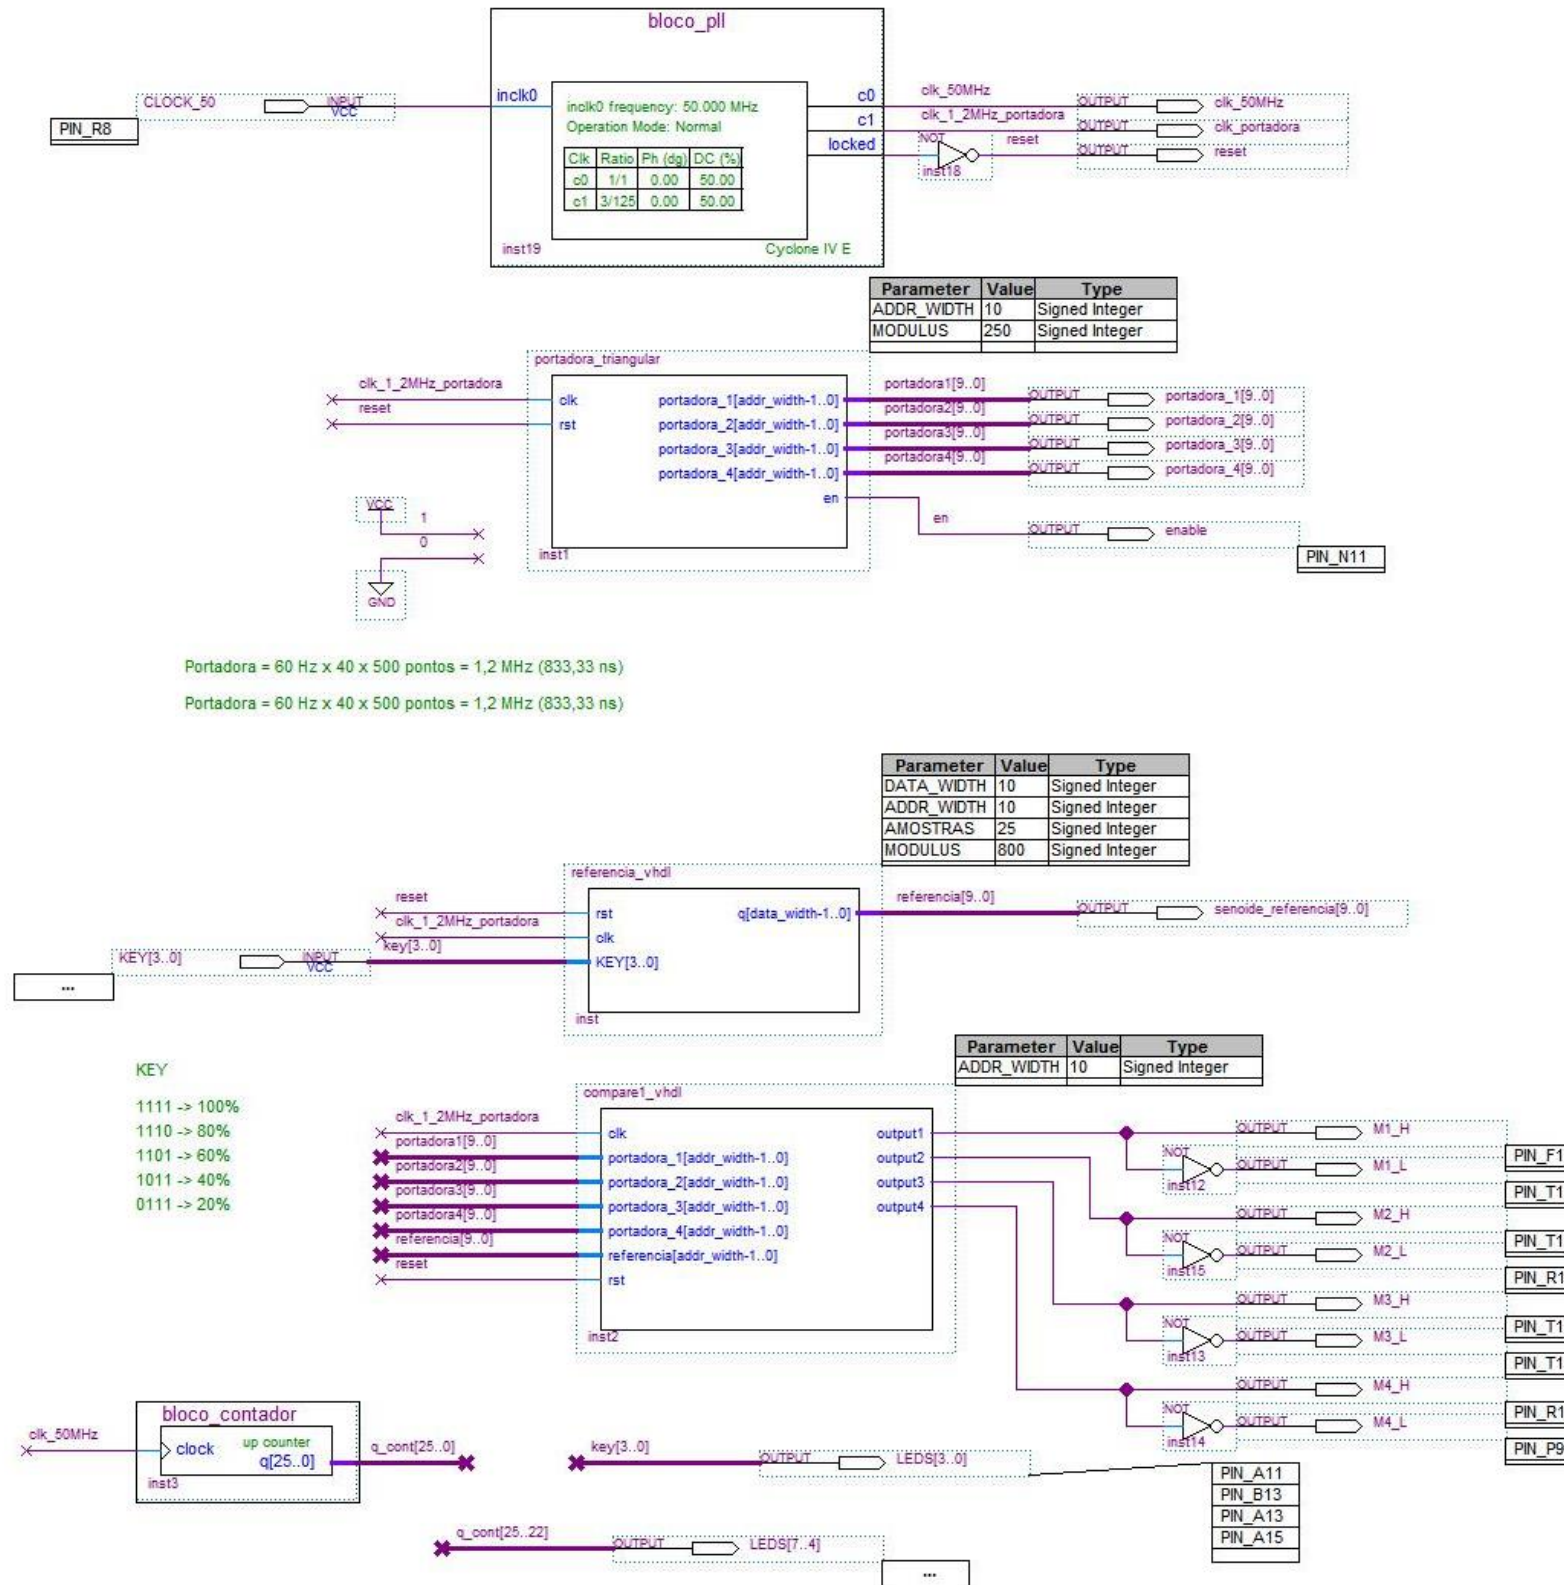 bloco_pll
CLOCK_50 INPUT VCC
PIN_R8
inclk0
inclk0 frequency: 50.000 MHz
Operation Mode: Normal
Clk Ratio Ph (dg) DC (%)
c0 1/1 0.00 50.00
c1 3/125 0.00 50.00
inst19
Cyclone IV E
c0 clk_50MHz OUTPUT clk_50MHz
c1 clk_1_2MHz_portadora OUTPUT clk_portadora
locked NOT reset OUTPUT reset
inst18
Parameter Value Type
ADDR_WIDTH 10 Signed Integer
MODULUS 250 Signed Integer
portadora_triangular
clk_1_2MHz_portadora clk
reset rst
portadora_1[addr_width-1..0] portadora1[9..0] OUTPUT portadora_1[9..0]
portadora_2[addr_width-1..0] portadora2[9..0] OUTPUT portadora_2[9..0]
portadora_3[addr_width-1..0] portadora3[9..0] OUTPUT portadora_3[9..0]
portadora_4[addr_width-1..0] portadora4[9..0] OUTPUT portadora_4[9..0]
en en OUTPUT enable
PIN_N11
inst1
VCC
1
0
GND
Portadora = 60 Hz x 40 x 500 pontos = 1,2 MHz (833,33 ns)
Portadora = 60 Hz x 40 x 500 pontos = 1,2 MHz (833,33 ns)
Parameter Value Type
DATA_WIDTH 10 Signed Integer
ADDR_WIDTH 10 Signed Integer
AMOSTRAS 25 Signed Integer
MODULUS 800 Signed Integer
referencia_vhdl
reset rst
clk_1_2MHz_portadora clk
KEY[3..0] INPUT VCC key[3..0] KEY[3..0]
...
q[data_width-1..0] referencia[9..0] OUTPUT senoide_referencia[9..0]
inst
KEY
1111 -> 100%
1110 -> 80%
1101 -> 60%
1011 -> 40%
0111 -> 20%
Parameter Value Type
ADDR_WIDTH 10 Signed Integer
compare1_vhdl
clk_1_2MHz_portadora clk
portadora1[9..0] portadora_1[addr_width-1..0]
portadora2[9..0] portadora_2[addr_width-1..0]
portadora3[9..0] portadora_3[addr_width-1..0]
portadora4[9..0] portadora_4[addr_width-1..0]
referencia[9..0] referencia[addr_width-1..0]
reset rst
inst2
output1
output2
output3
output4
OUTPUT M1_H
NOT OUTPUT M1_L
inst12
OUTPUT M2_H
NOT OUTPUT M2_L
inst15
OUTPUT M3_H
NOT OUTPUT M3_L
inst13
OUTPUT M4_H
NOT OUTPUT M4_L
inst14
PIN_F1
PIN_T1
PIN_T1
PIN_R1
PIN_T1
PIN_T1
PIN_R1
PIN_P9
bloco_contador
clk_50MHz clock
up counter
q[25..0] q_cont[25..0]
inst3
key[3..0] OUTPUT LEDS[3..0]
PIN_A11
PIN_B13
PIN_A13
PIN_A15
q_cont[25..22] OUTPUT LEDS[7..4]
...